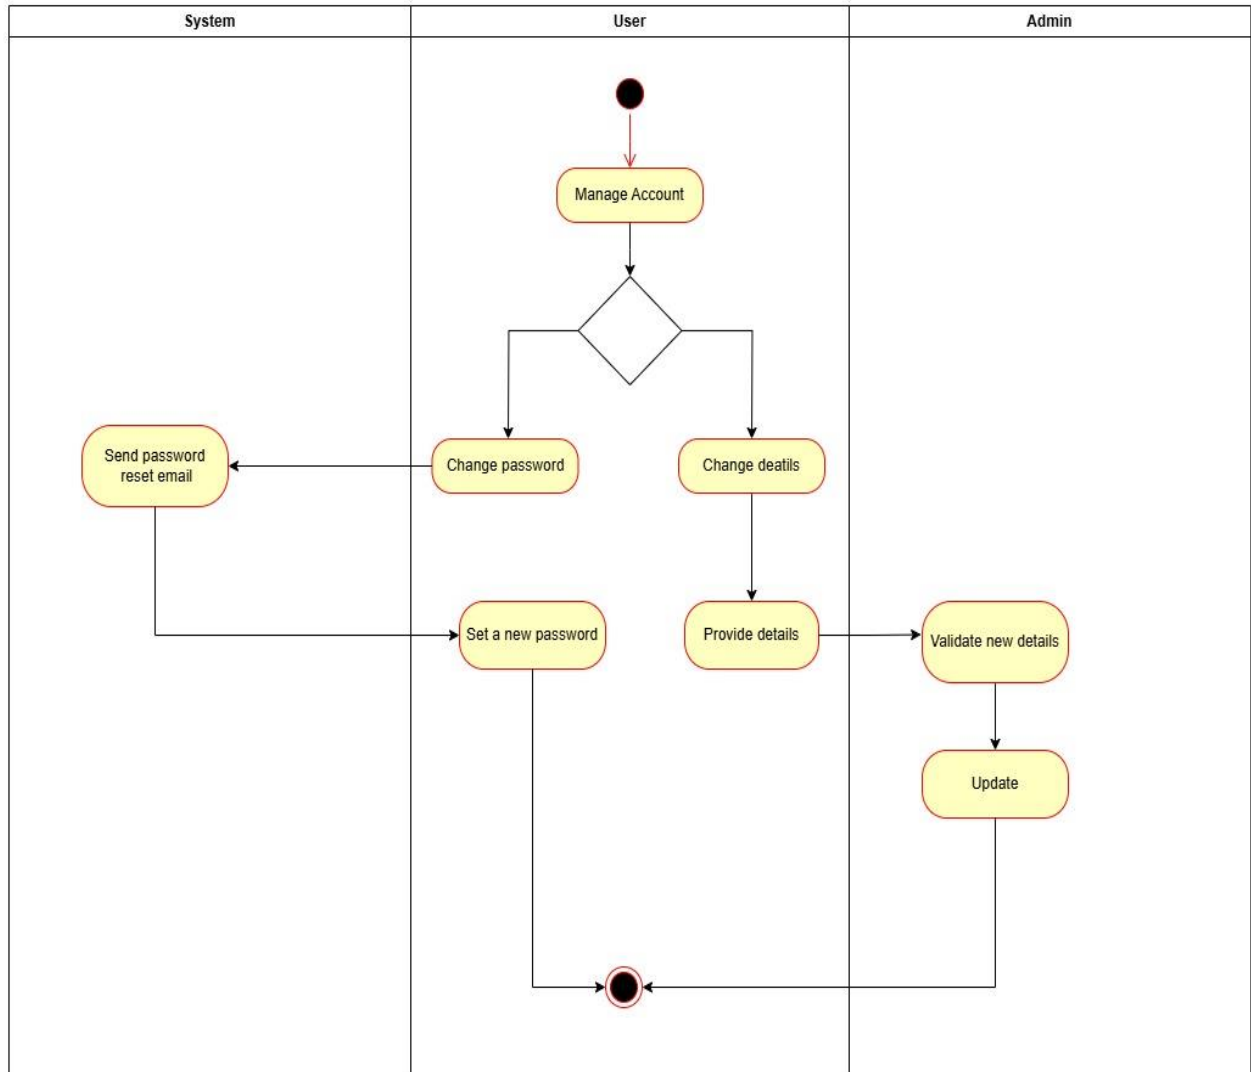 System
User
Admin
Manage Account
Send password
reset email
Change password
Change deatils
Set a new password
Provide details
Validate new details
Update